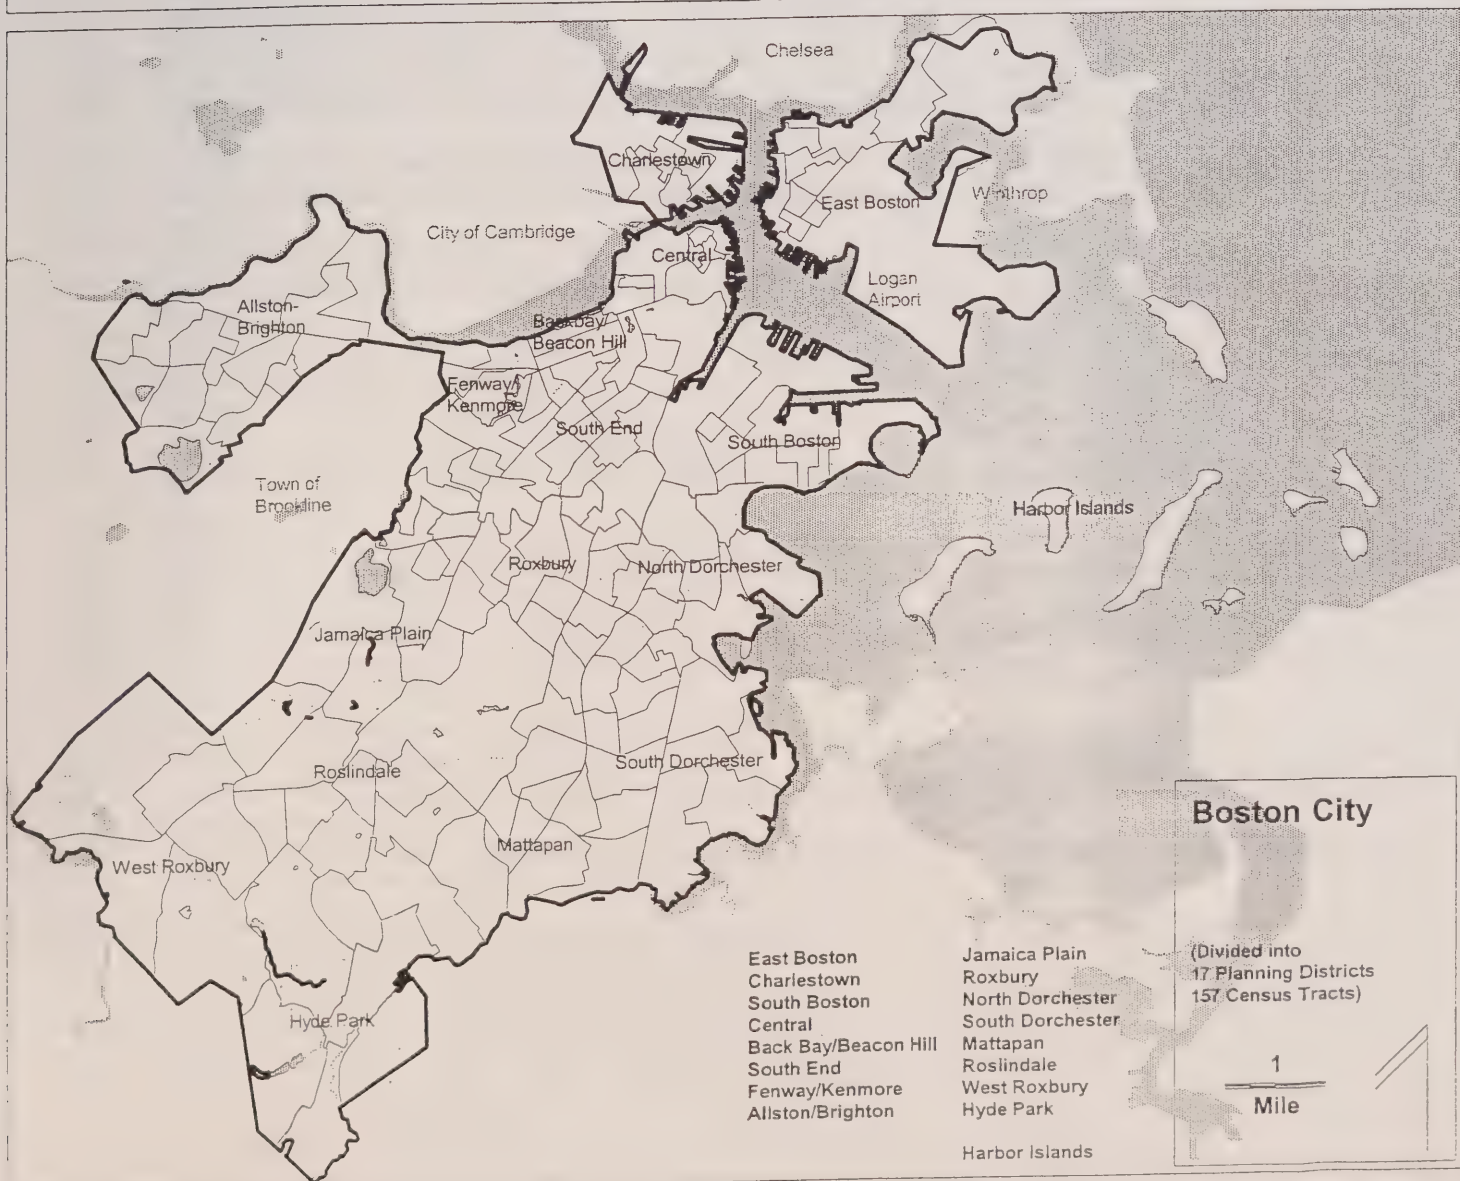 Chelsea
Charlestown
Winthrop
East Boston
City of Cambridge
Central
Logan
Airport
Allston-
Brighton
Backbay/
Beacon Hill
Fenway/
Kenmore
South End
South Boston
Town of
Brookline
Harbor Islands
Roxbury
North Dorchester
Jamaica Plain
Roslindale
South Dorchester
Mattapan
West Roxbury
Hyde Park
Boston City
(Divided into
17 Planning Districts
157 Census Tracts)
1
Mile
East Boston
Charlestown
South Boston
Central
Back Bay/Beacon Hill
South End
Fenway/Kenmore
Allston/Brighton
Jamaica Plain
Roxbury
North Dorchester
South Dorchester
Mattapan
Roslindale
West Roxbury
Hyde Park
Harbor Islands